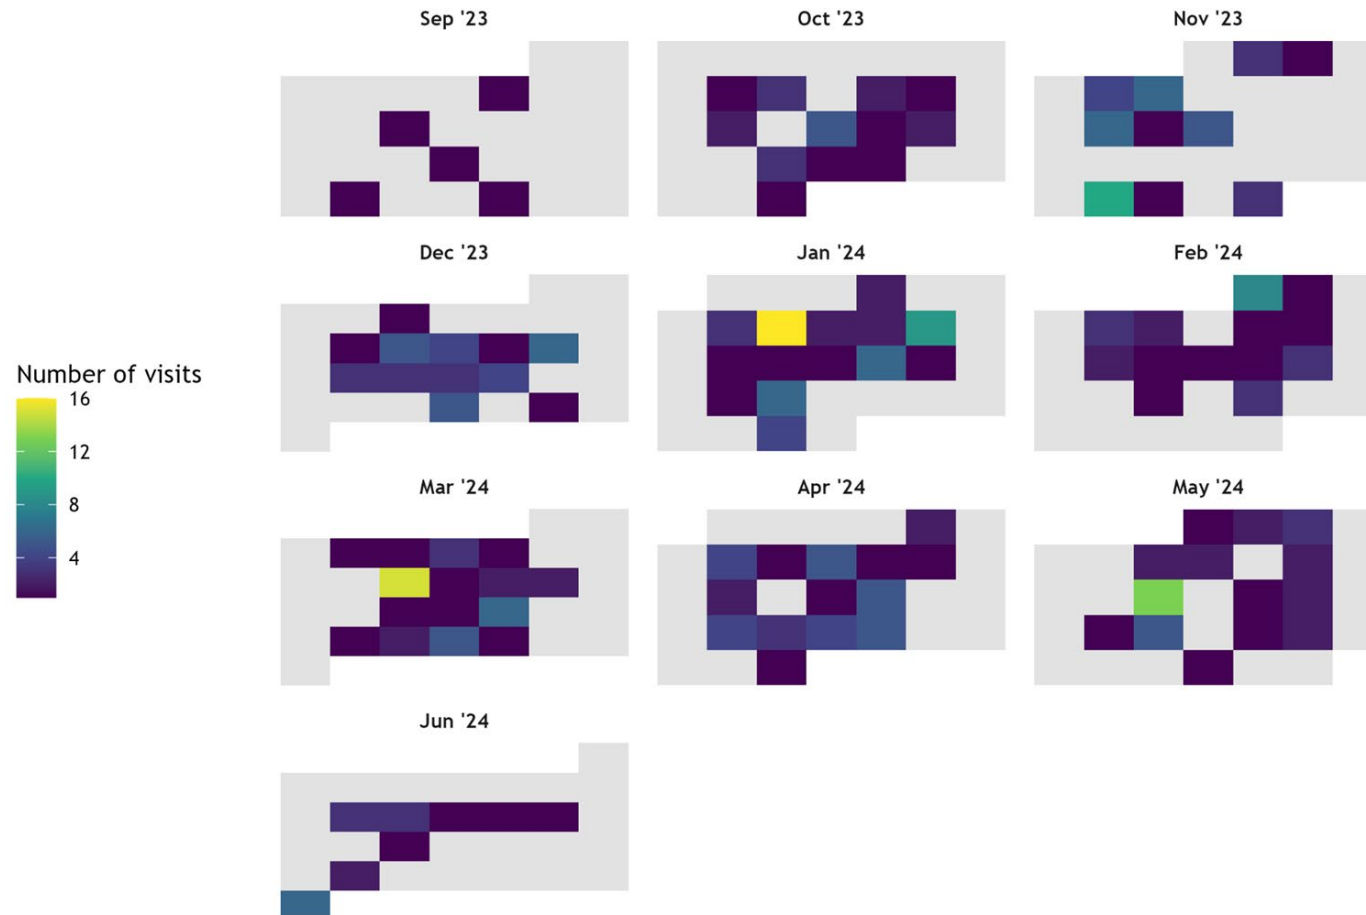 Sep '23
Oct '23
Nov '23
Dec '23
Jan '24
Feb '24
Number of visits
16
12
8
4
Mar '24
Apr '24
May '24
Jun '24